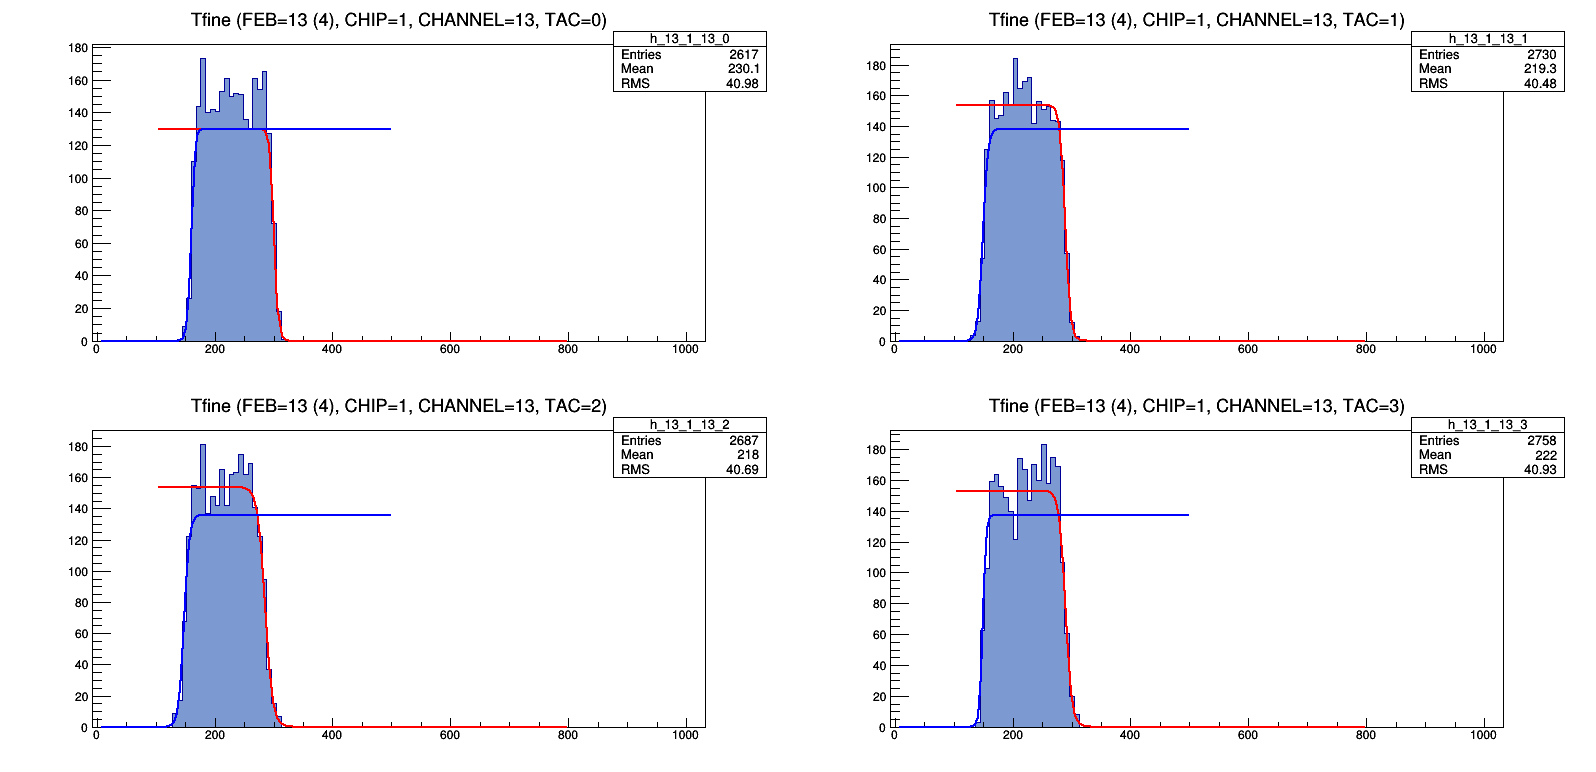 Tfine (FEB=13 (4), CHIP=1, CHANNEL=13, TAC=0)
h_13_1_13_0
Entries 2617
Mean 230.1
RMS 40.98
180
160
140
120
100
80
60
40
20
0
0 200 400 600 800 1000
Tfine (FEB=13 (4), CHIP=1, CHANNEL=13, TAC=1)
h_13_1_13_1
Entries 2730
Mean 219.3
RMS 40.48
180
160
140
120
100
80
60
40
20
0
0 200 400 600 800 1000
Tfine (FEB=13 (4), CHIP=1, CHANNEL=13, TAC=2)
h_13_1_13_2
Entries 2687
Mean 218
RMS 40.69
180
160
140
120
100
80
60
40
20
0
0 200 400 600 800 1000
Tfine (FEB=13 (4), CHIP=1, CHANNEL=13, TAC=3)
h_13_1_13_3
Entries 2758
Mean 222
RMS 40.93
180
160
140
120
100
80
60
40
20
0
0 200 400 600 800 1000